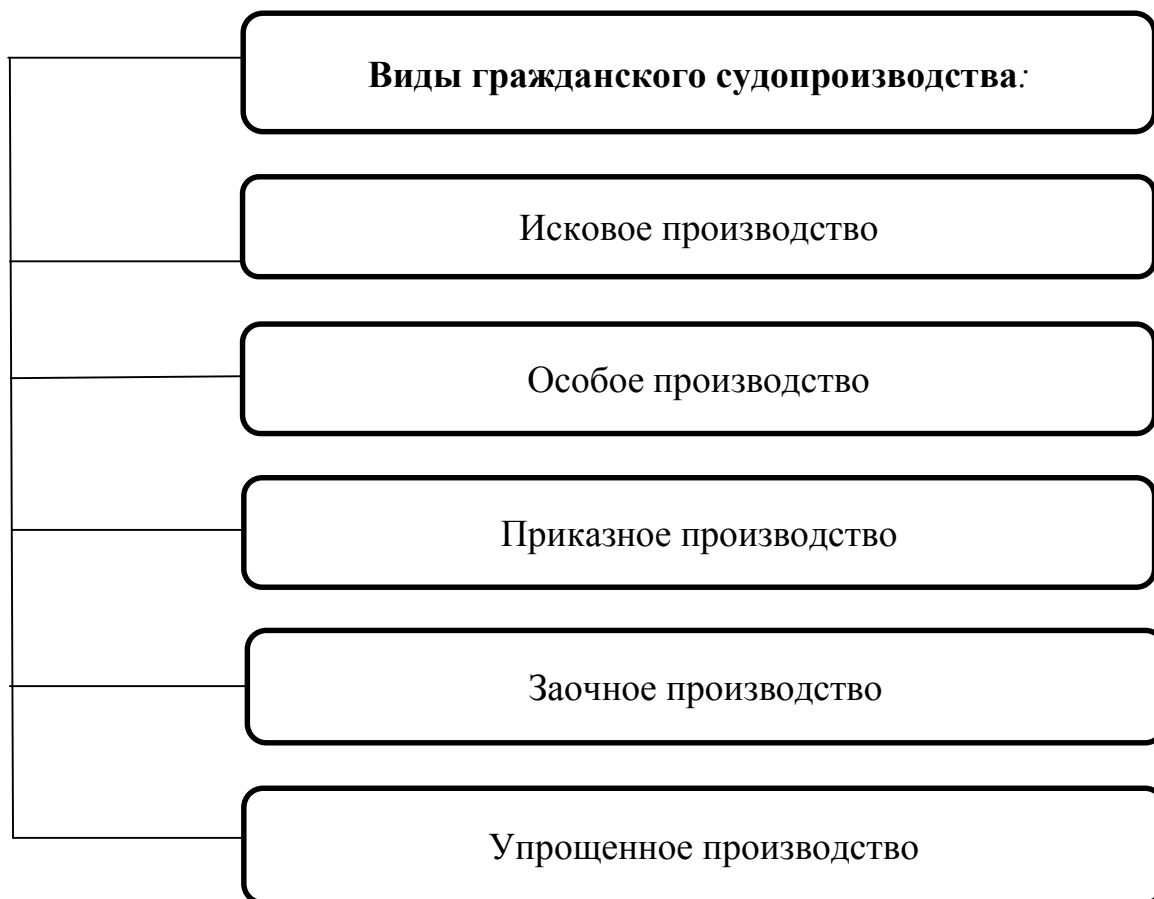 Виды гражданского судопроизводства:
Исковое производство
Особое производство
Приказное производство
Заочное производство
Упрощенное производство